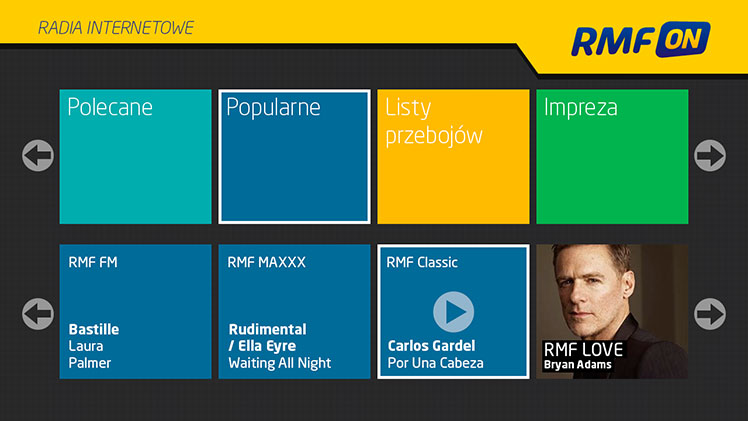 RADIA INTERNETOWE
RMF ON
Polecane
Popularne
Listy
przebojów
Impreza
RMF FM
Bastille
Laura
Palmer
RMF MAXXX
Rudimental
/ Ella Eyre
Waiting All Night
RMF Classic
Carlos Gardel
Por Una Cabeza
RMF LOVE
Bryan Adams